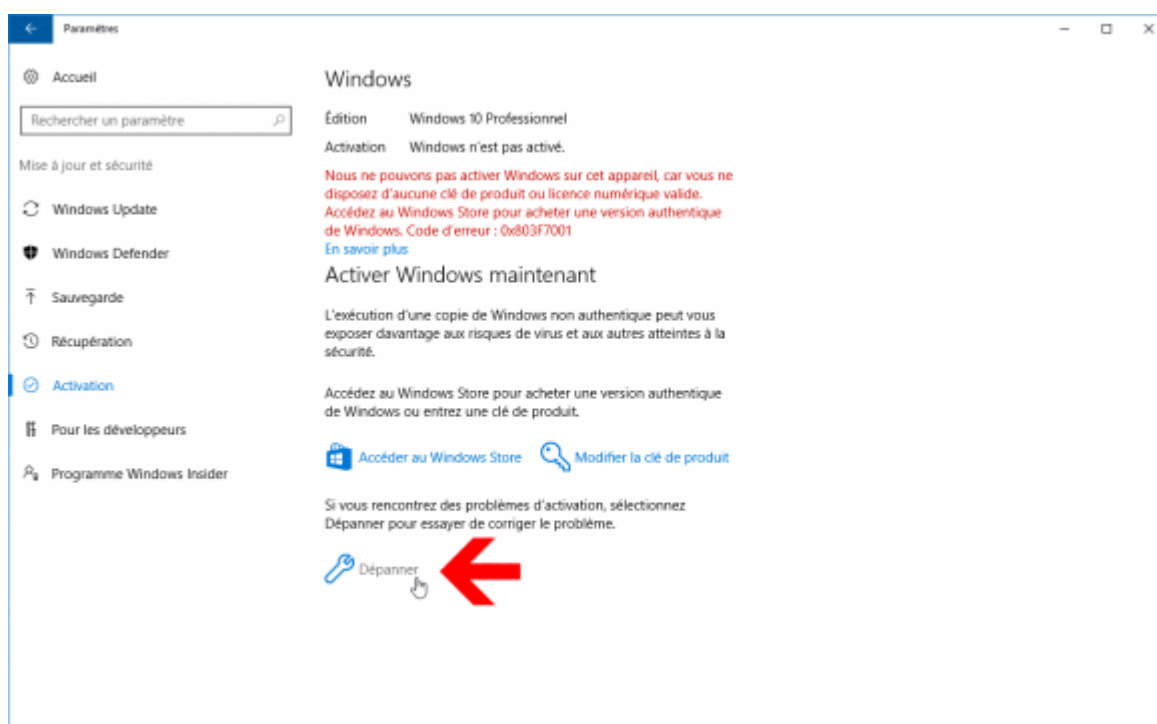 Paramètres
Accueil
Rechercher un paramètre
Mise à jour et sécurité
Windows Update
Windows Defender
Sauvegarde
Récupération
Activation
Pour les développeurs
Programme Windows Insider
Windows
Édition Windows 10 Professionnel
Activation Windows n'est pas activé.
Nous ne pouvons pas activer Windows sur cet appareil, car vous ne
disposez d'aucune clé de produit ou licence numérique valide.
Accédez au Windows Store pour acheter une version authentique
de Windows. Code d'erreur : 0x803F7001
En savoir plus
Activer Windows maintenant
L'exécution d'une copie de Windows non authentique peut vous
exposer davantage aux risques de virus et aux autres atteintes à la
sécurité.
Accédez au Windows Store pour acheter une version authentique
de Windows ou entrez une clé de produit.
Accéder au Windows Store Modifier la clé de produit
Si vous rencontrez des problèmes d'activation, sélectionnez
Dépanner pour essayer de corriger le problème.
Dépanner